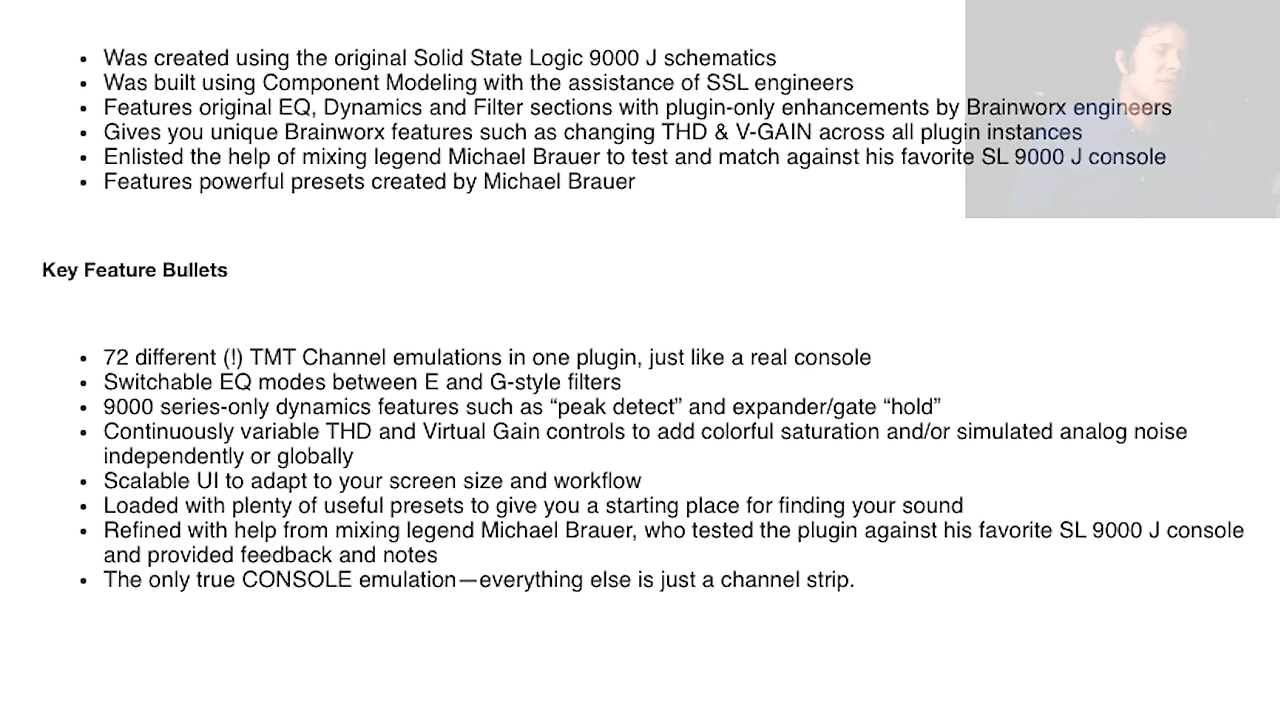 • Was created using the original Solid State Logic 9000 J schematics
• Was built using Component Modeling with the assistance of SSL engineers
• Features original EQ, Dynamics and Filter sections with plugin-only enhancements by Brainworx engineers
• Gives you unique Brainworx features such as changing THD & V-GAIN across all plugin instances
• Enlisted the help of mixing legend Michael Brauer to test and match against his favorite SL 9000 J console
• Features powerful presets created by Michael Brauer
Key Feature Bullets
• 72 different (!) TMT Channel emulations in one plugin, just like a real console
• Switchable EQ modes between E and G-style filters
• 9000 series-only dynamics features such as “peak detect” and expander/gate “hold”
• Continuously variable THD and Virtual Gain controls to add colorful saturation and/or simulated analog noise
independently or globally
• Scalable UI to adapt to your screen size and workflow
• Loaded with plenty of useful presets to give you a starting place for finding your sound
• Refined with help from mixing legend Michael Brauer, who tested the plugin against his favorite SL 9000 J console
and provided feedback and notes
• The only true CONSOLE emulation—everything else is just a channel strip.